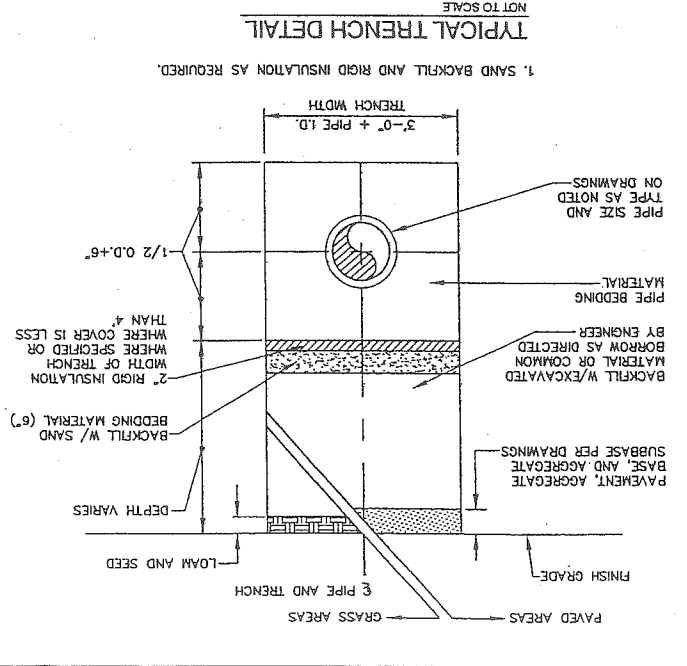 PAVED AREAS
GRASS AREAS
℄ PIPE AND TRENCH
FINISH GRADE
LOAM AND SEED
PAVEMENT, AGGREGATE
BASE, AND AGGREGATE
SUBBASE PER DRAWINGS
DEPTH VARIES
BACKFILL W/ SAND
BEDDING MATERIAL (6")
BACKFILL W/EXCAVATED
MATERIAL OR COMMON
BORROW AS DIRECTED
BY ENGINEER
2" RIGID INSULATION
WIDTH OF TRENCH
WHERE SPECIFIED OR
WHERE COVER IS LESS
THAN 4'
PIPE BEDDING
MATERIAL
1/2 O.D.+6"
PIPE SIZE AND
TYPE AS NOTED
ON DRAWINGS
3'-0" + PIPE I.D.
TRENCH WIDTH
1. SAND BACKFILL AND RIGID INSULATION AS REQUIRED.
TYPICAL TRENCH DETAIL
NOT TO SCALE